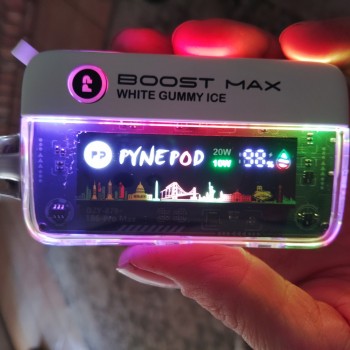 BOOST MAX
WHITE GUMMY ICE
PYNEPOD
20W
10W
98%